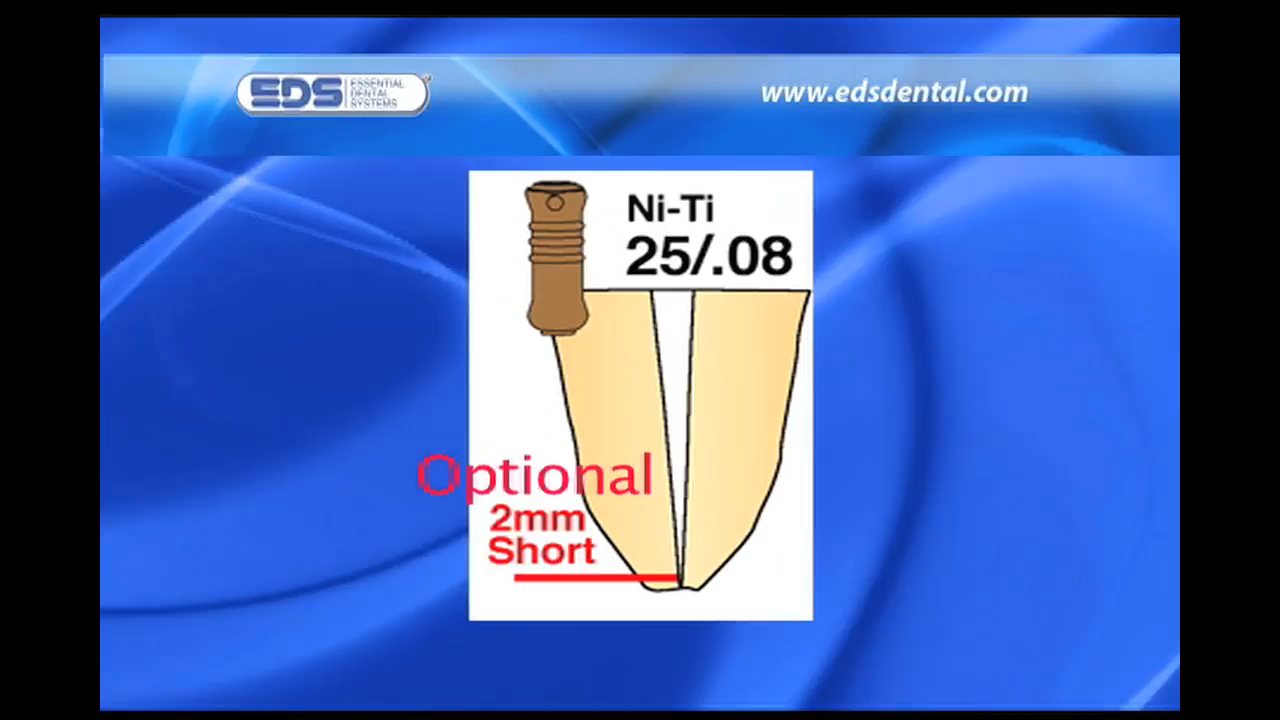 EDS ESSENTIAL
DENTAL
SYSTEMS
www.edsdental.com
Ni-Ti
25/.08
Optional
2mm
Short